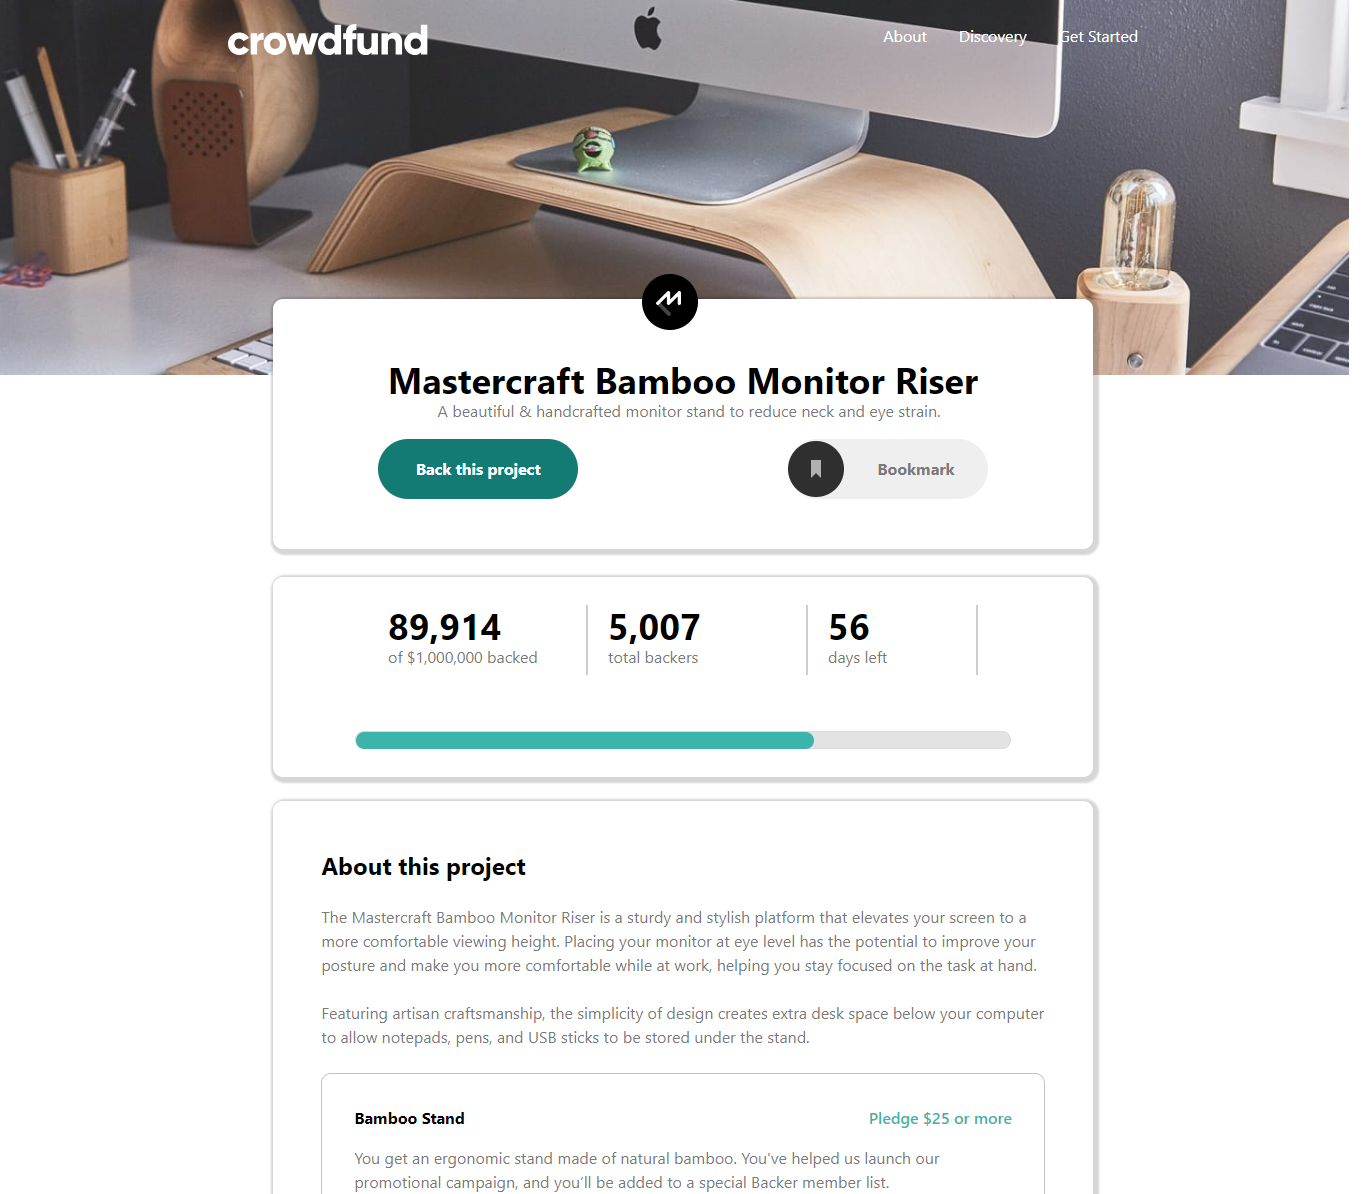 crowdfund
About Discovery Get Started
Mastercraft Bamboo Monitor Riser
A beautiful & handcrafted monitor stand to reduce neck and eye strain.
Back this project
Bookmark
89,914
of $1,000,000 backed
5,007
total backers
56
days left
About this project
The Mastercraft Bamboo Monitor Riser is a sturdy and stylish platform that elevates your screen to a
more comfortable viewing height. Placing your monitor at eye level has the potential to improve your
posture and make you more comfortable while at work, helping you stay focused on the task at hand.
Featuring artisan craftsmanship, the simplicity of design creates extra desk space below your computer
to allow notepads, pens, and USB sticks to be stored under the stand.
Bamboo Stand
Pledge $25 or more
You get an ergonomic stand made of natural bamboo. You've helped us launch our
promotional campaign, and you’ll be added to a special Backer member list.